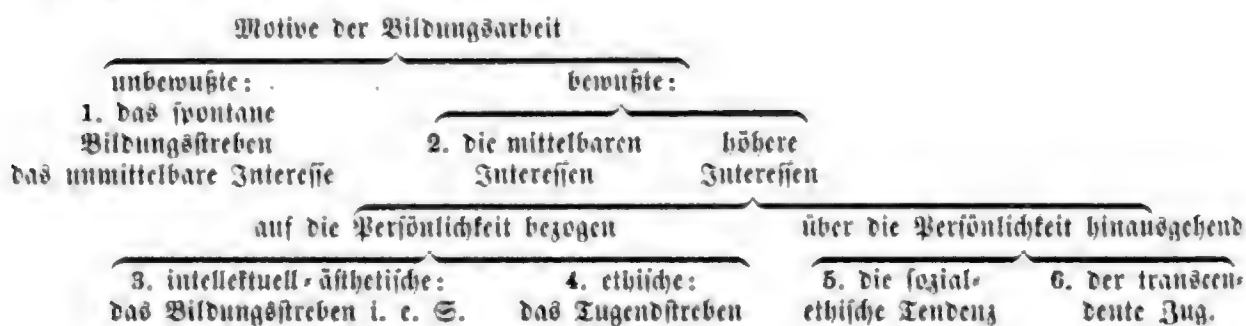 Motive der Bildungsarbeit
unbewußte: bewußte:
1. das spontane
Bildungsstreben 2. die mittelbaren höhere
das unmittelbare Interesse Interessen Interessen
auf die Persönlichkeit bezogen über die Persönlichkeit hinausgehend
3. intellektuell-ästhetische: 4. ethische: 5. die sozial- 6. der transcen-
das Bildungsstreben i. e. S. das Tugendstreben ethische Tendenz dente Zug.